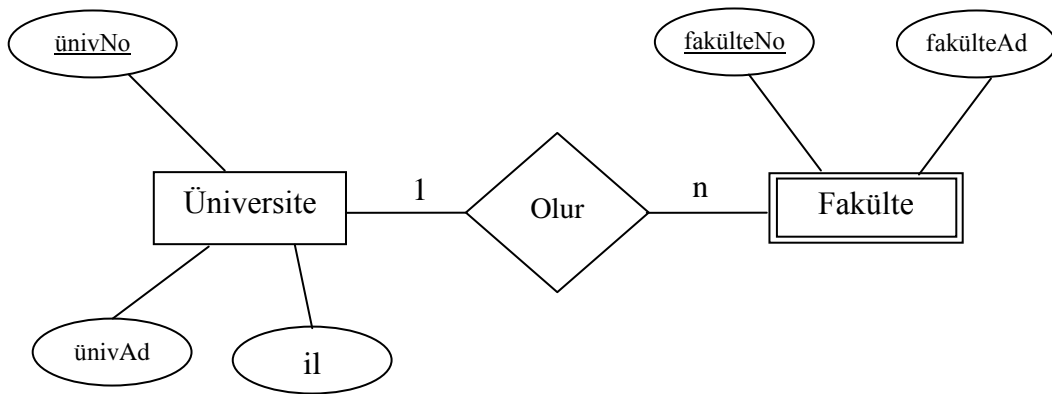 ünivNo
fakülteNo
fakülteAd
Üniversite
1
Olur
n
Fakülte
ünivAd
il